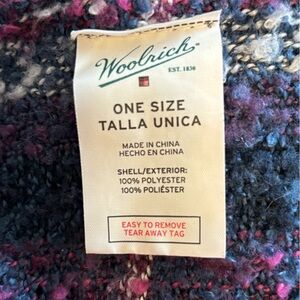 Woolrich
EST. 1830
ONE SIZE
TALLA UNICA
MADE IN CHINA
HECHO EN CHINA
SHELL/EXTERIOR:
100% POLYESTER
100% POLIÉSTER
EASY TO REMOVE
TEAR AWAY TAG